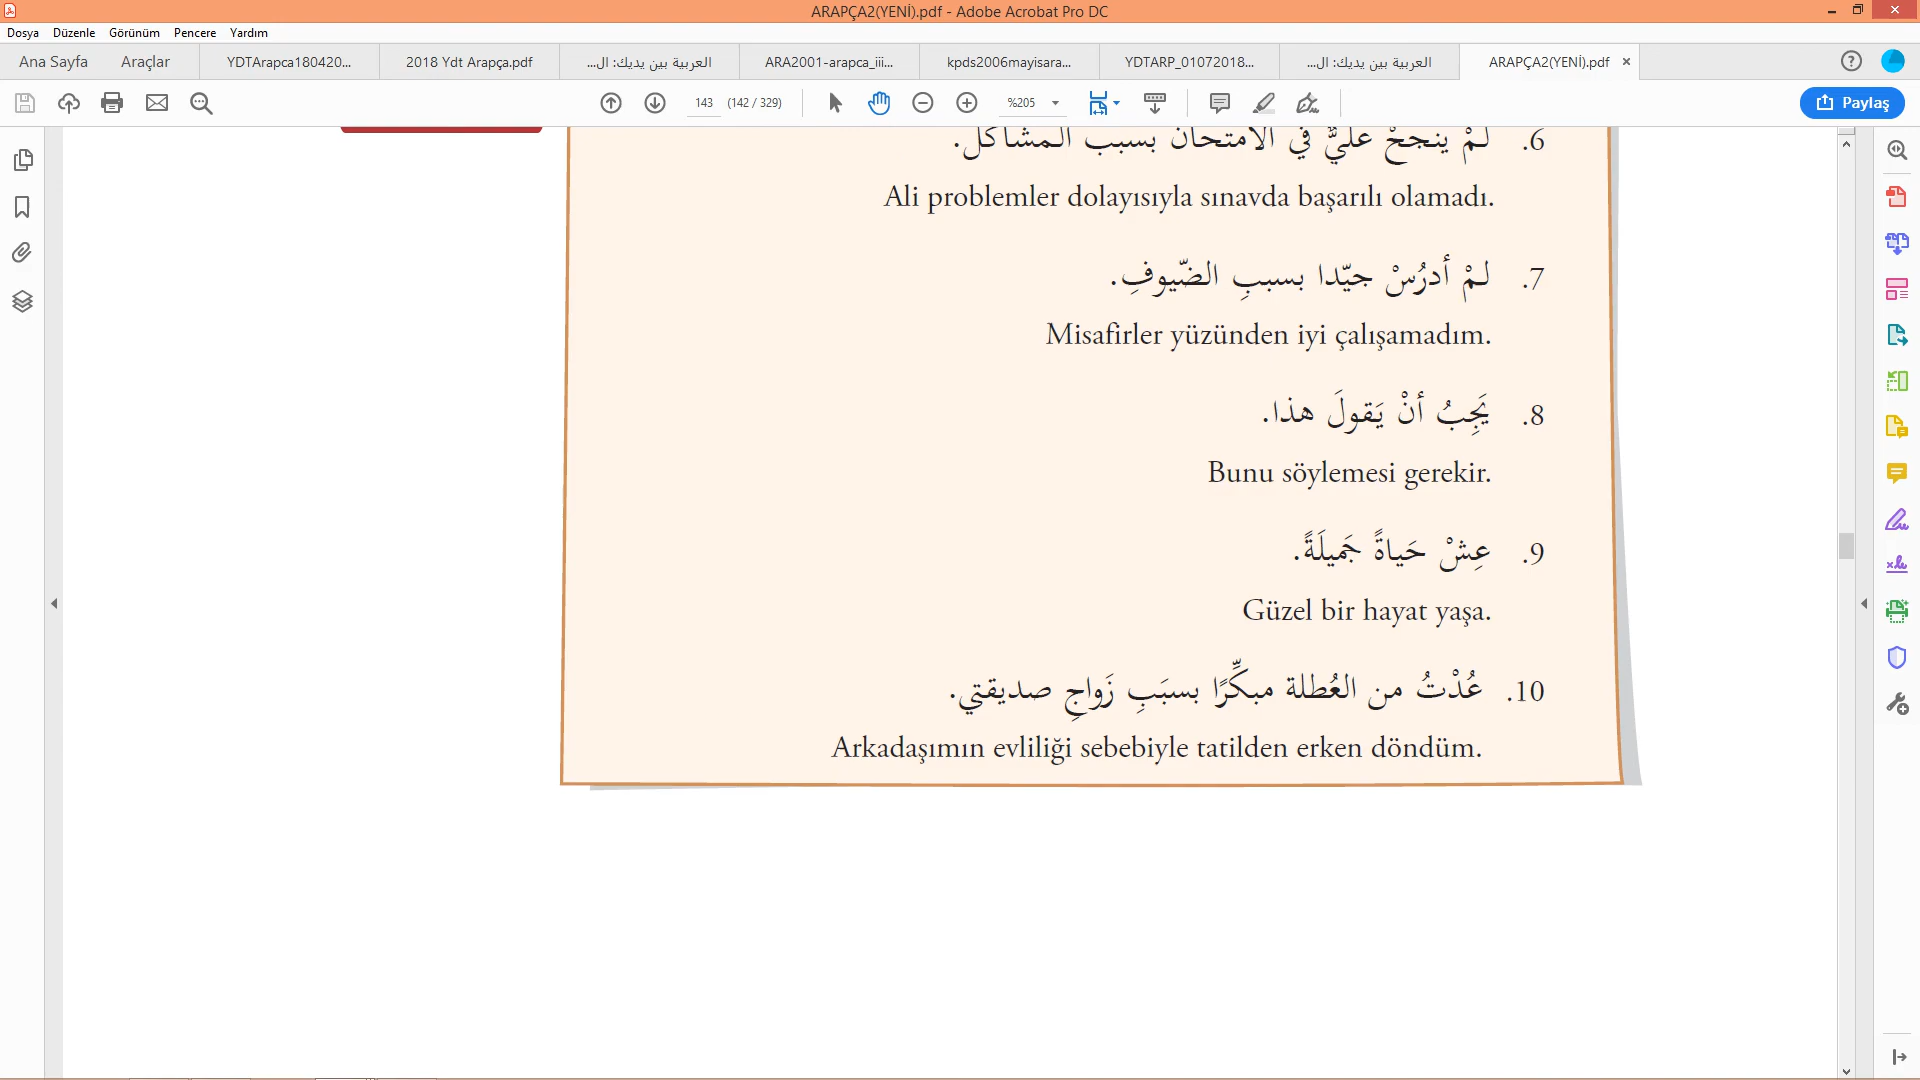 ARAPÇA2(YENİ).pdf - Adobe Acrobat Pro DC
Dosya Düzenle Görünüm Pencere Yardım
Ana Sayfa Araçlar YDTArapca180420... 2018 Ydt Arapça.pdf العربية بين يديك: ال... ARA2001-arapca_iii... kpds2006mayisara... YDTARP_01072018... العربية بين يديك: ال... ARAPÇA2(YENİ).pdf
143 (142 / 329) %205 Paylaş
6. لمْ ينجحْ عليٌّ في الامتحان بسبب المشاكل.
Ali problemler dolayısıyla sınavda başarılı olamadı.
7. لمْ أدرُسْ جيّدا بسببِ الضّيوفِ.
Misafirler yüzünden iyi çalışamadım.
8. يَجِبُ أنْ يَقولَ هذا.
Bunu söylemesi gerekir.
9. عِشْ حَياةً جَميلَةً.
Güzel bir hayat yaşa.
10. عُدْتُ من العُطلة مبكِّرًا بسبَبِ زَواجِ صديقتي.
Arkadaşımın evliliği sebebiyle tatilden erken döndüm.